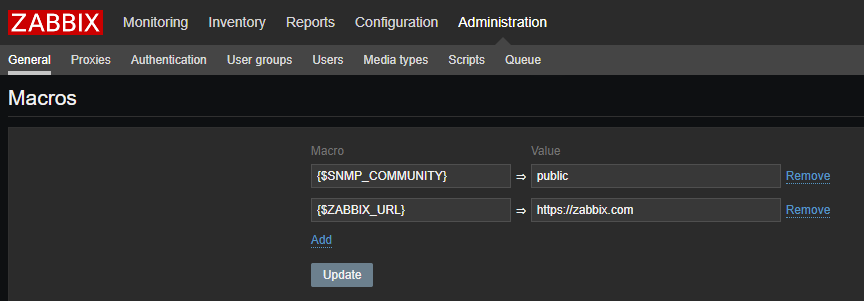 ZABBIX Monitoring Inventory Reports Configuration Administration
General Proxies Authentication User groups Users Media types Scripts Queue
Macros
Macro Value
{$SNMP_COMMUNITY} ⇒ public Remove
{$ZABBIX_URL} ⇒ https://zabbix.com Remove
Add
Update